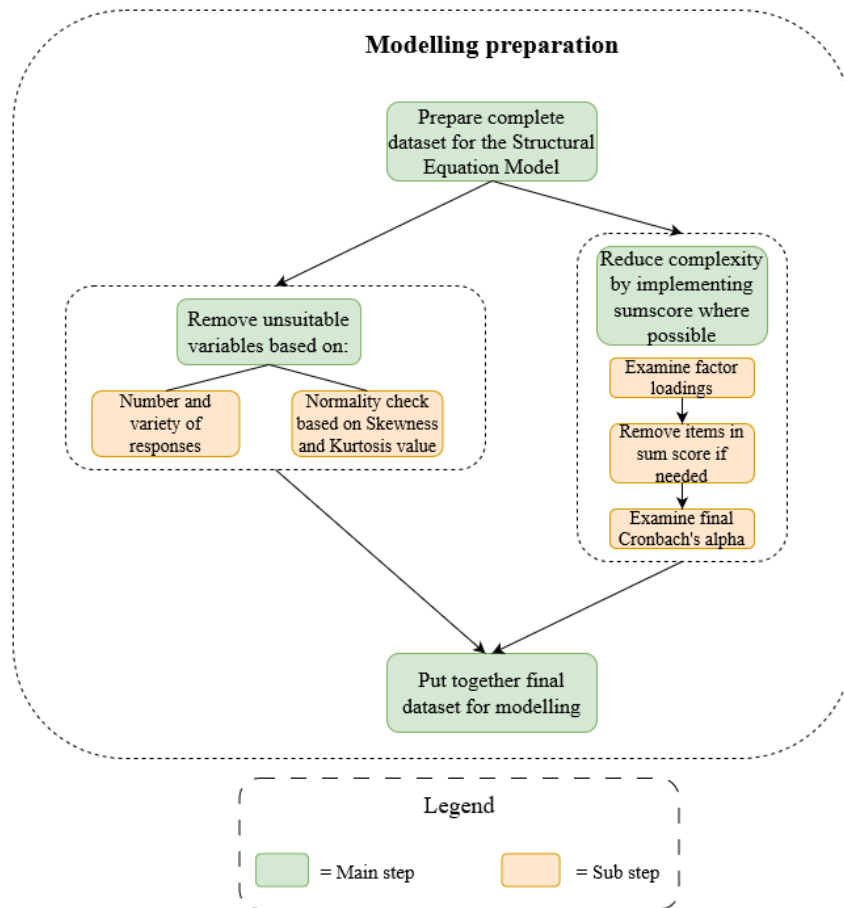 Modelling preparation
Prepare complete
dataset for the Structural
Equation Model
Remove unsuitable
variables based on:
Number and
variety of
responses
Normality check
based on Skewness
and Kurtosis value
Reduce complexity
by implementing
sumscore where
possible
Examine factor
loadings
Remove items in
sum score if
needed
Examine final
Cronbach's alpha
Put together final
dataset for modelling
Legend
= Main step
= Sub step